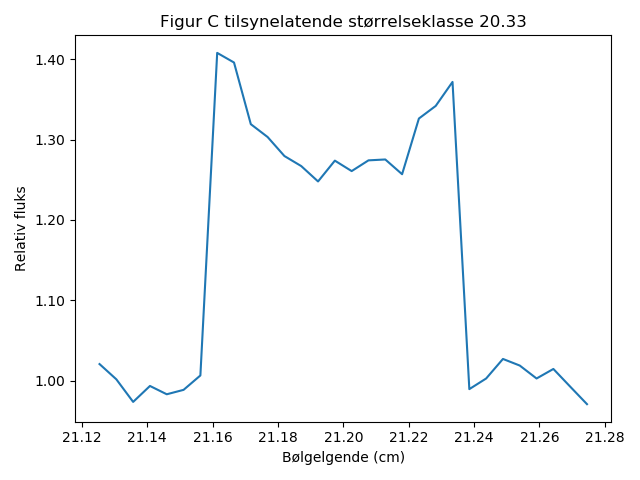 Figur C tilsynelatende størrelseklasse 20.33
Relativ fluks
1.40
1.30
1.20
1.10
1.00
21.12 21.14 21.16 21.18 21.20 21.22 21.24 21.26 21.28
Bølgelgende (cm)